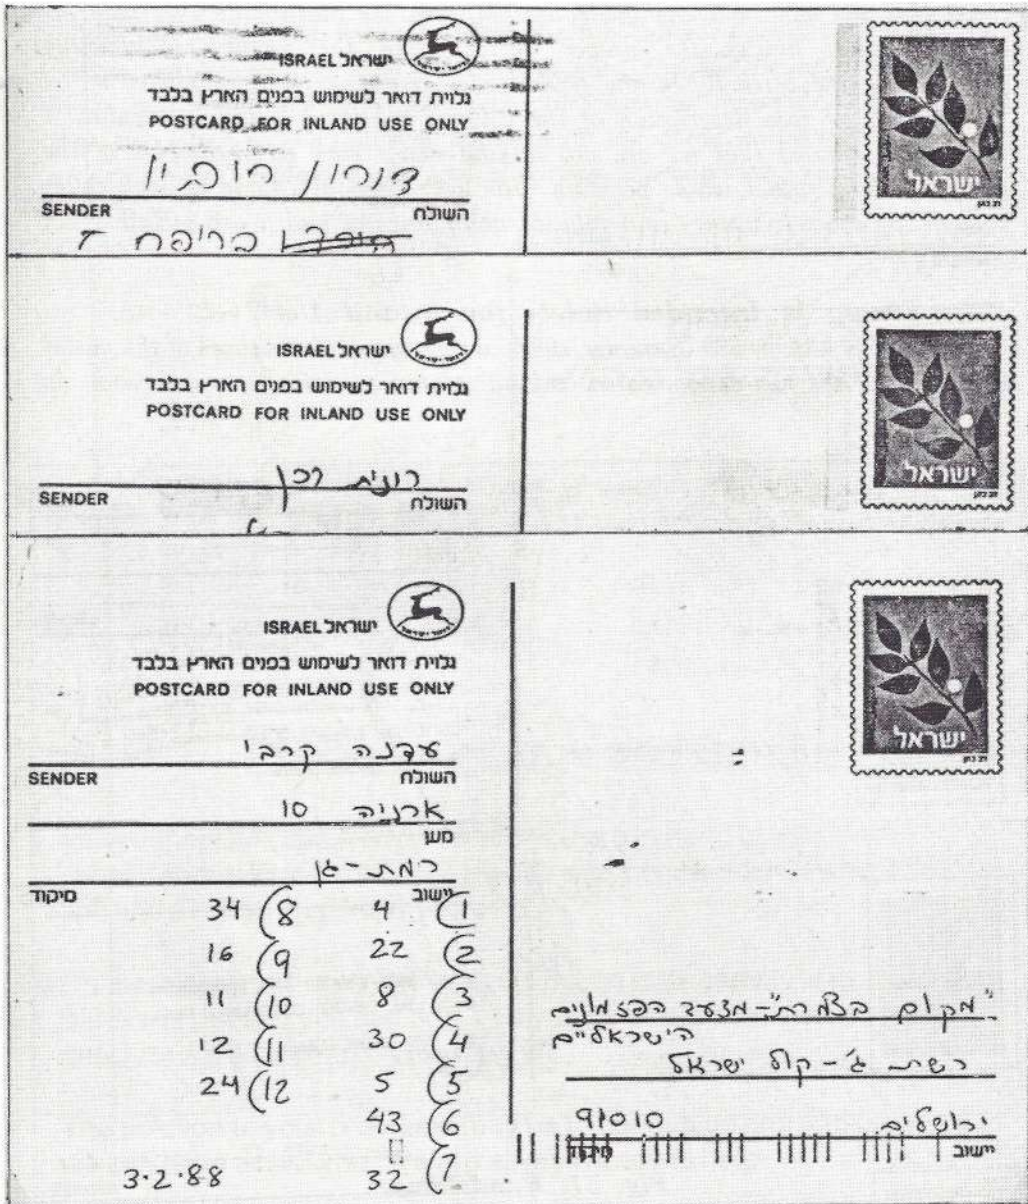 ISRAEL ישראל
גלוית דואר לשימוש בפנים הארץ בלבד
POSTCARD FOR INLAND USE ONLY
דורון
SENDER השולח
ישראל
ISRAEL ישראל
גלוית דואר לשימוש בפנים הארץ בלבד
POSTCARD FOR INLAND USE ONLY
רונית
SENDER השולח
ישראל
ISRAEL ישראל
גלוית דואר לשימוש בפנים הארץ בלבד
POSTCARD FOR INLAND USE ONLY
עדנה קרבי
SENDER השולח
ארניה 10
מען
רמת-גן
יישוב מיקוד
1) 4 8) 34
2) 22 9) 16
3) 8 10) 11
4) 30 11) 12
5) 5 12) 24
6) 43
7) 32
3.2.88
ישראל
"מקום בצמרת"-מצעד הפזמונים
הישראליים
רשת ג' - קול ישראל
ירושלים 91010
יישוב מיקוד